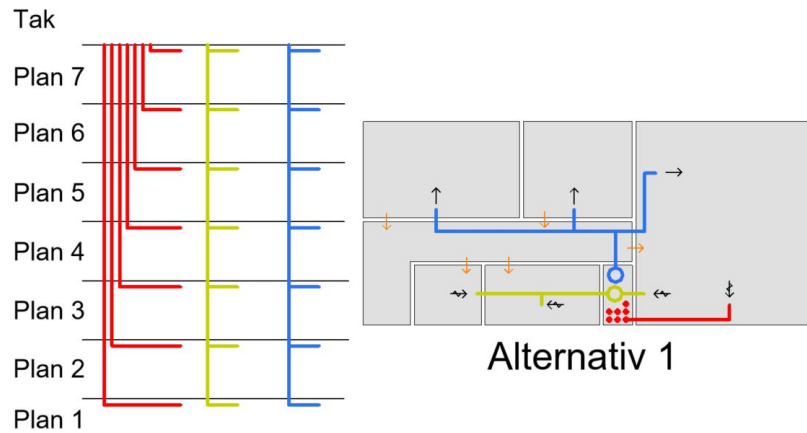 Tak
Plan 7
Plan 6
Plan 5
Plan 4
Plan 3
Plan 2
Plan 1
Alternativ 1